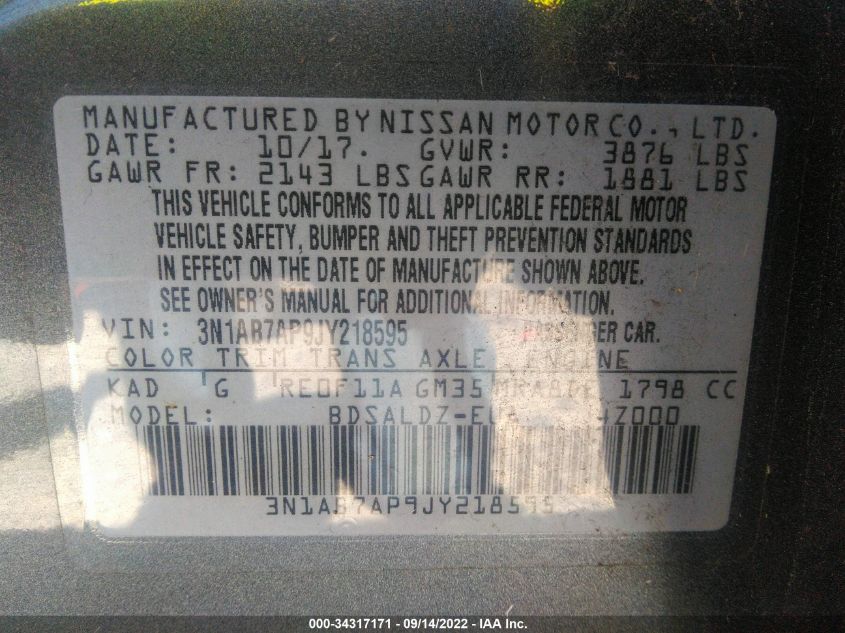 MANUFACTURED BY NISSAN MOTOR CO., LTD.
DATE: 10/17. GVWR: 3876 LBS
GAWR FR: 2143 LBS GAWR RR: 1881 LBS
THIS VEHICLE CONFORMS TO ALL APPLICABLE FEDERAL MOTOR
VEHICLE SAFETY, BUMPER AND THEFT PREVENTION STANDARDS
IN EFFECT ON THE DATE OF MANUFACTURE SHOWN ABOVE.
SEE OWNER'S MANUAL FOR ADDITIONAL INFORMATION.
VIN: 3N1AB7AP9JY218595 PASSENGER CAR.
COLOR TRIM TRANS AXLE ENGINE
KAD G RE0F11A GM35 1798 CC
MODEL:
3N1AB7AP9JY218595
000-34317171 | 09/14/2022 - IAA Inc.